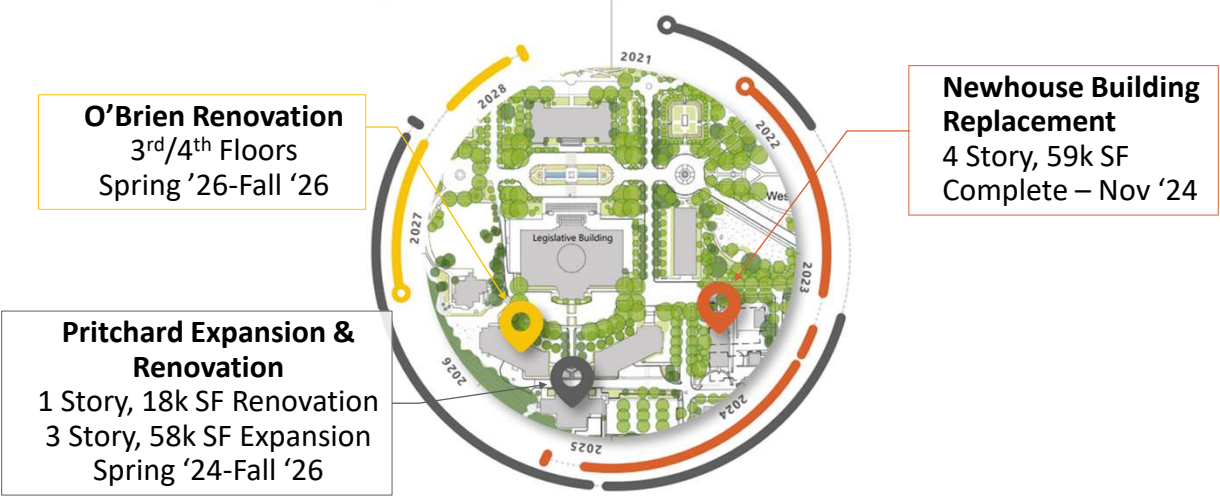 O’Brien Renovation
3rd/4th Floors
Spring ’26-Fall ‘26
Pritchard Expansion &
Renovation
1 Story, 18k SF Renovation
3 Story, 58k SF Expansion
Spring ‘24-Fall ‘26
2021
2022
2023
2024
2025
2026
2027
2028
Legislative Building
Wes
Newhouse Building
Replacement
4 Story, 59k SF
Complete – Nov ‘24